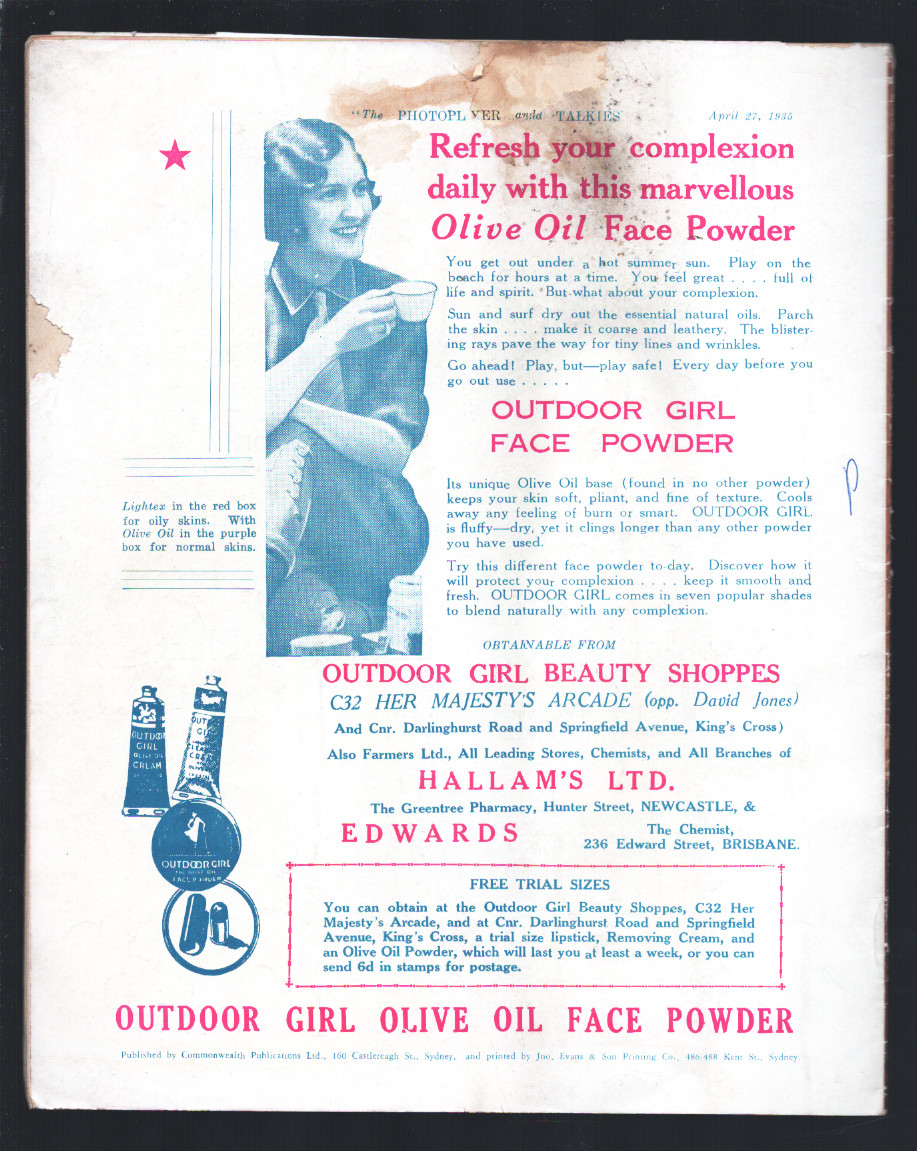 "The PHOTOPLAYER anda TALKIES April 27, 1935
Refresh your complexion
daily with this marvellous
Olive Oil Face Powder
You get out under a hot summer sun. Play on the
beach for hours at a time. You feel great . . . . full of
life and spirit. But what about your complexion.
Sun and surf dry out the essential natural oils. Parch
the skin . . . . make it coarse and leathery. The blister-
ing rays pave the way for tiny lines and wrinkles.
Go ahead! Play, but—play safe! Every day before you
go out use . . . . .
OUTDOOR GIRL
FACE POWDER
Its unique Olive Oil base (found in no other powder)
keeps your skin soft, pliant, and fine of texture. Cools
away any feeling of burn or smart. OUTDOOR GIRL
is fluffy—dry, yet it clings longer than any other powder
you have used.
Try this different face powder to-day. Discover how it
will protect your complexion . . . . keep it smooth and
fresh. OUTDOOR GIRL comes in seven popular shades
to blend naturally with any complexion.
Lightex in the red box
for oily skins. With
Olive Oil in the purple
box for normal skins.
P
OBTAINABLE FROM
OUTDOOR GIRL BEAUTY SHOPPES
C32 HER MAJESTY'S ARCADE (opp. David Jones)
And Cnr. Darlinghurst Road and Springfield Avenue, King's Cross)
Also Farmers Ltd., All Leading Stores, Chemists, and All Branches of
HALLAM'S LTD.
The Greentree Pharmacy, Hunter Street, NEWCASTLE, &
EDWARDS The Chemist,
236 Edward Street, BRISBANE.
OUTDOOR
GIRL
OLIVE OIL
CREAM
OUTDOOR GIRL
FREE TRIAL SIZES
You can obtain at the Outdoor Girl Beauty Shoppes, C32 Her
Majesty's Arcade, and at Cnr. Darlinghurst Road and Springfield
Avenue, King's Cross, a trial size lipstick, Removing Cream, and
an Olive Oil Powder, which will last you at least a week, or you can
send 6d in stamps for postage.
OUTDOOR GIRL OLIVE OIL FACE POWDER
Published by Commonwealth Publications Ltd., 160 Castlereagh St., Sydney, and printed by Jno. Evans & Son Printing Co., 486-488 Kent St., Sydney.